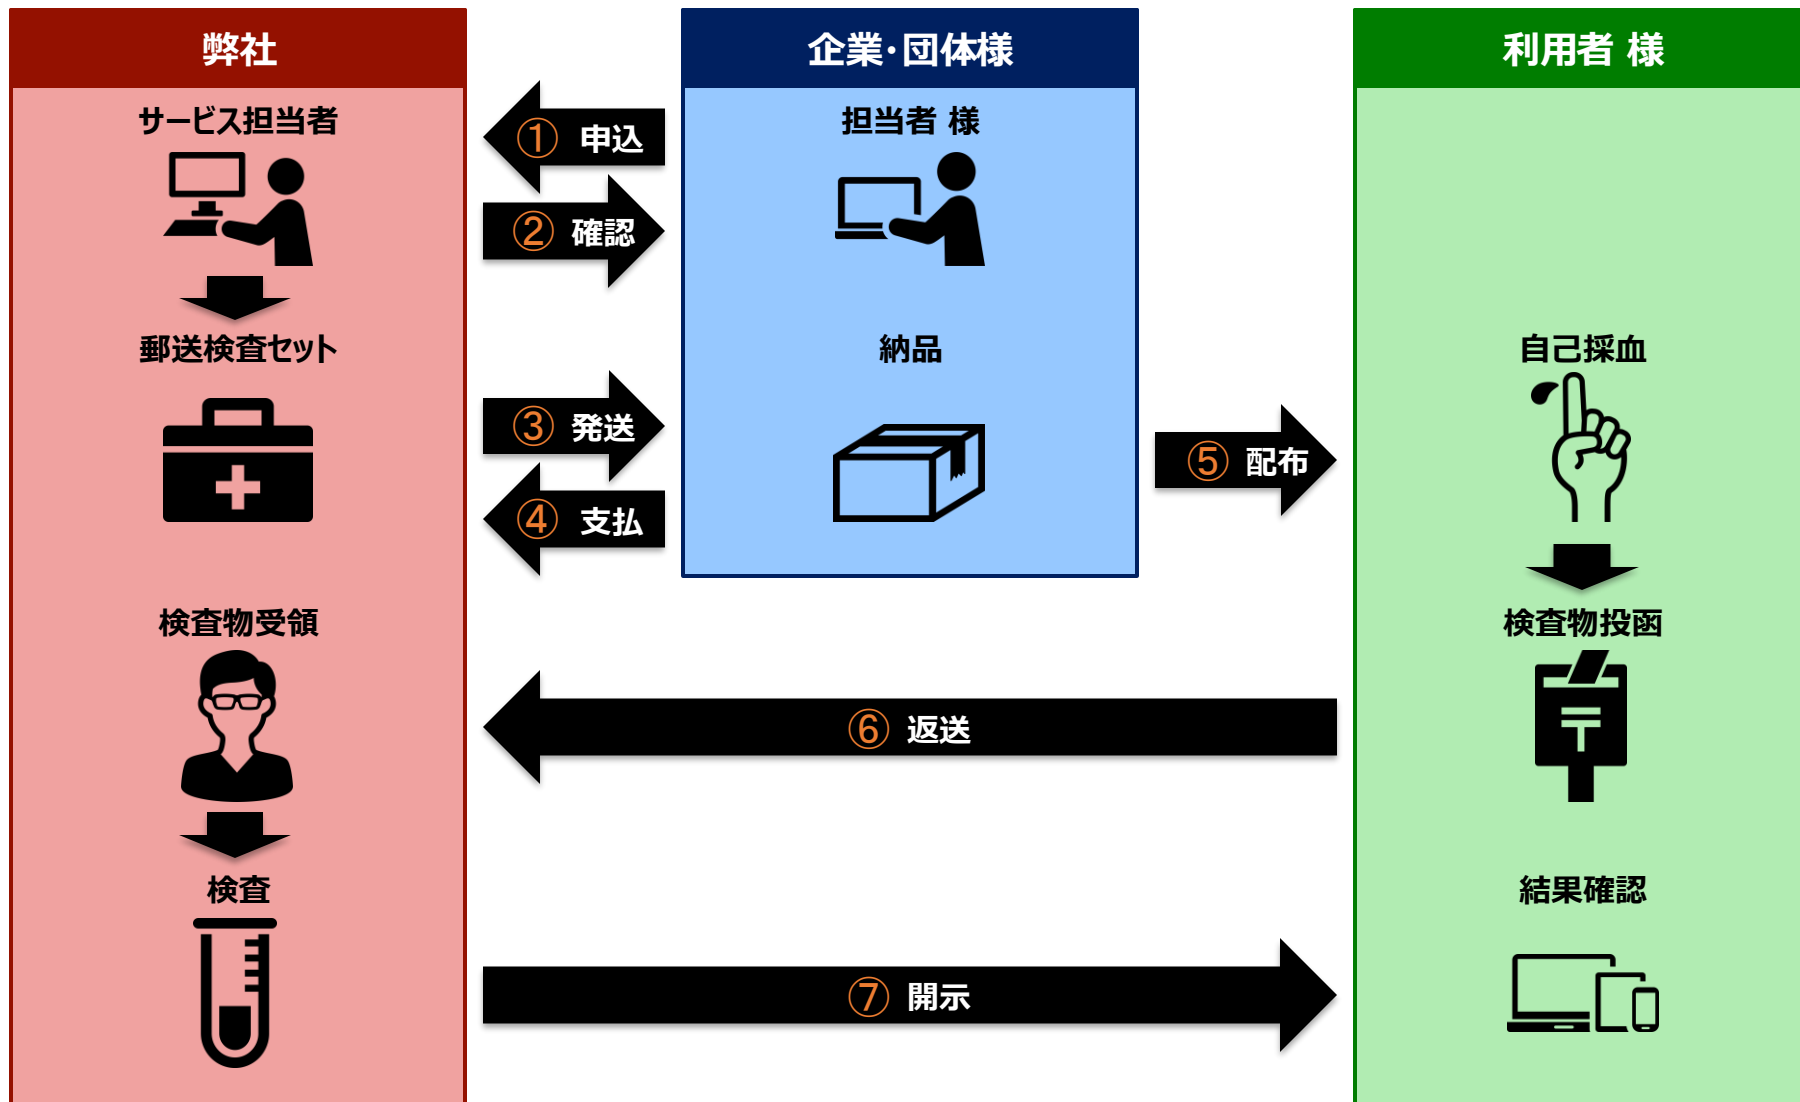 弊社
企業・団体様
利用者 様
サービス担当者
① 申込
② 確認
担当者 様
郵送検査セット
③ 発送
④ 支払
納品
⑤ 配布
自己採血
検査物受領
⑥ 返送
検査物投函
検査
⑦ 開示
結果確認